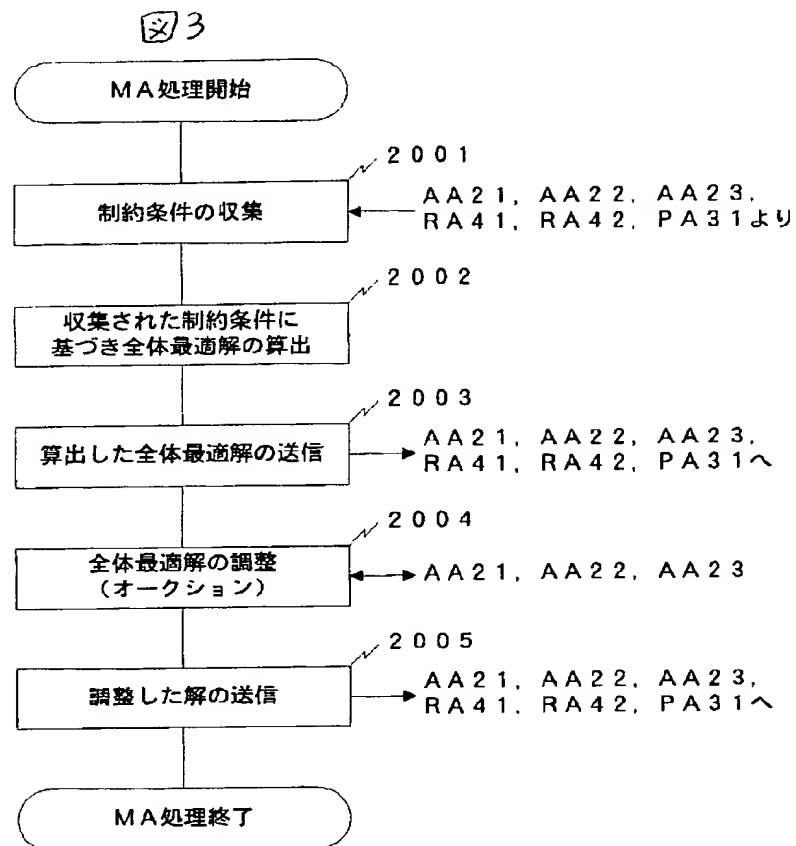 図3
MA処理開始
2001
制約条件の収集
AA21, AA22, AA23,
RA41, RA42, PA31より
2002
収集された制約条件に
基づき全体最適解の算出
2003
算出した全体最適解の送信
AA21, AA22, AA23,
RA41, RA42, PA31へ
2004
全体最適解の調整
(オークション)
AA21, AA22, AA23
2005
調整した解の送信
AA21, AA22, AA23,
RA41, RA42, PA31へ
MA処理終了